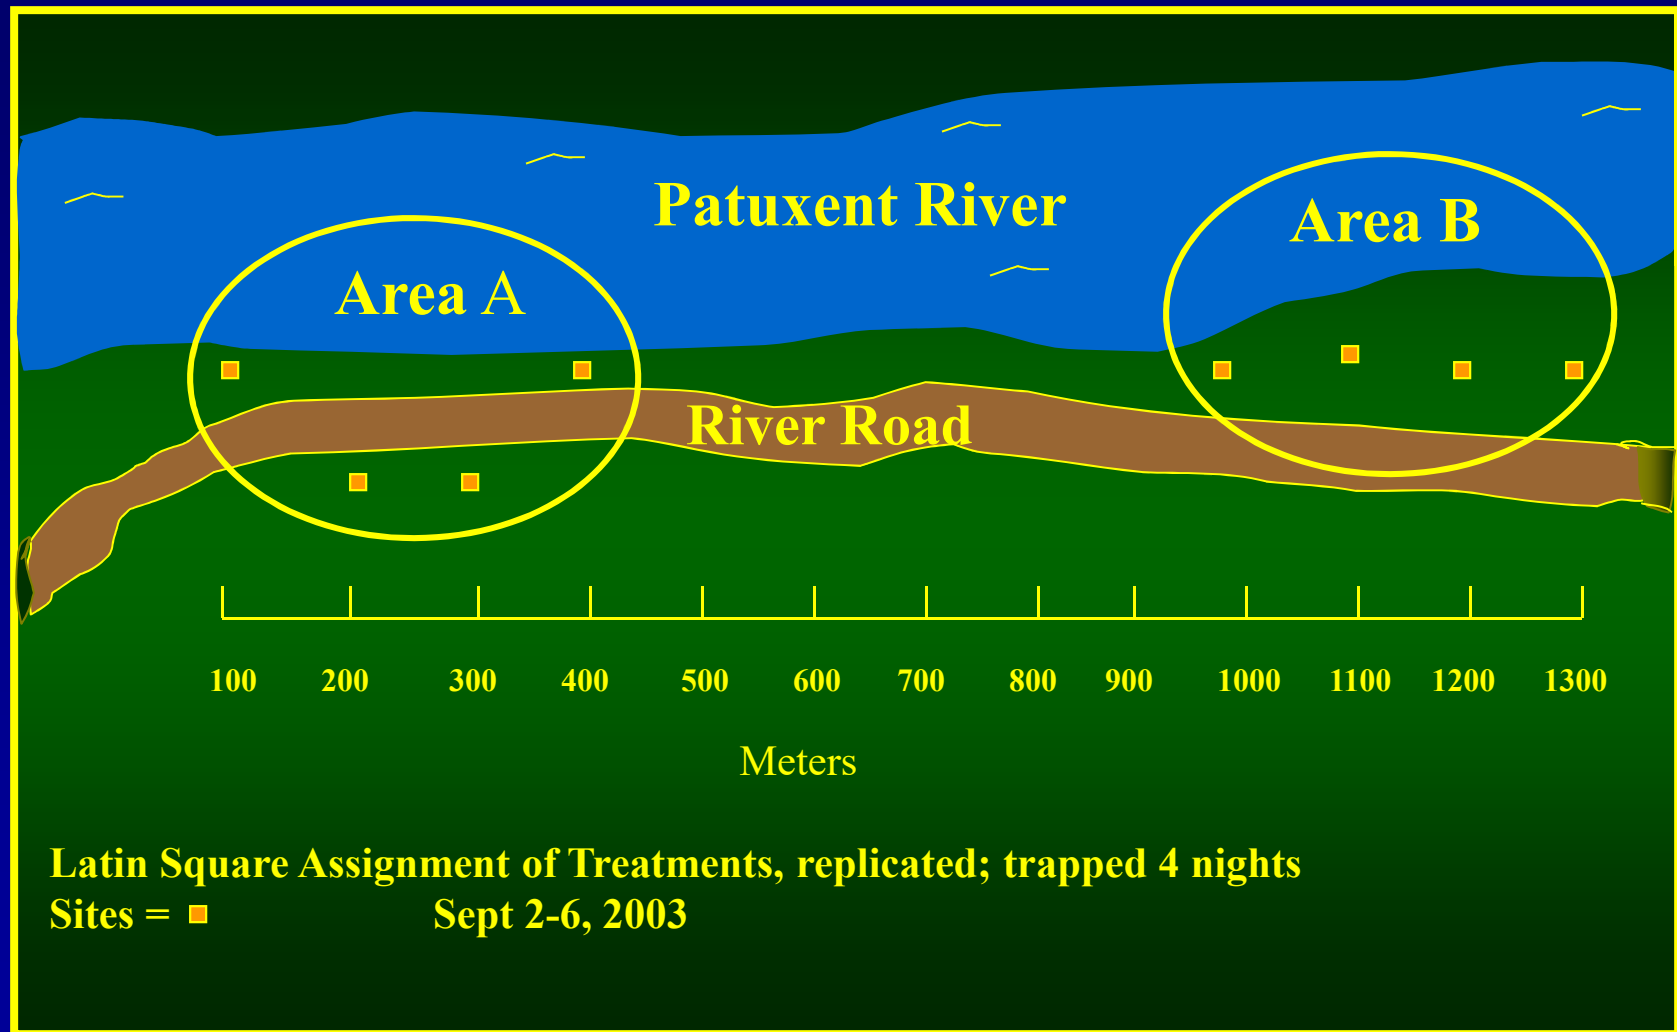 Patuxent River
Area B
Area A
River Road
100 200 300 400 500 600 700 800 900 1000 1100 1200 1300
Meters
Latin Square Assignment of Treatments, replicated; trapped 4 nights
Sites = Sept 2-6, 2003